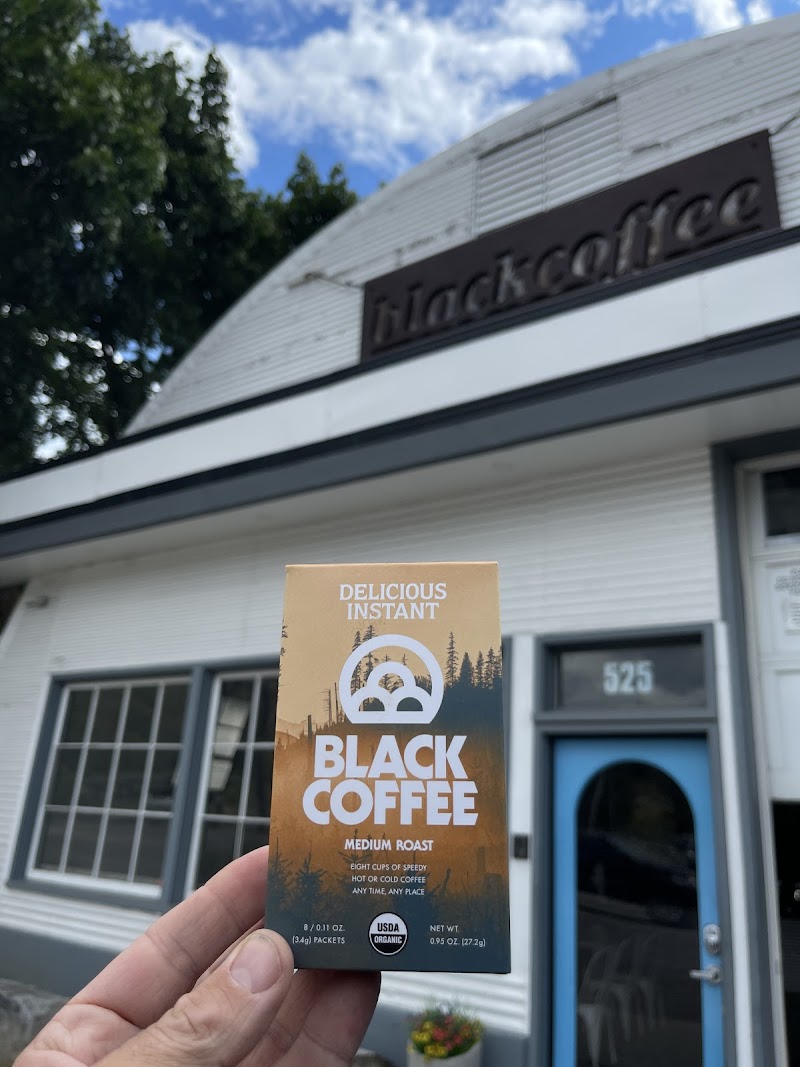 blackcoffee
525
DELICIOUS
INSTANT
BLACK
COFFEE
MEDIUM ROAST
EIGHT CUPS OF SPEEDY
HOT OR COLD COFFEE
ANY TIME, ANY PLACE
8 / 0.11 OZ.
(3.4g) PACKETS
USDA
ORGANIC
NET WT.
0.95 OZ. (27.2g)